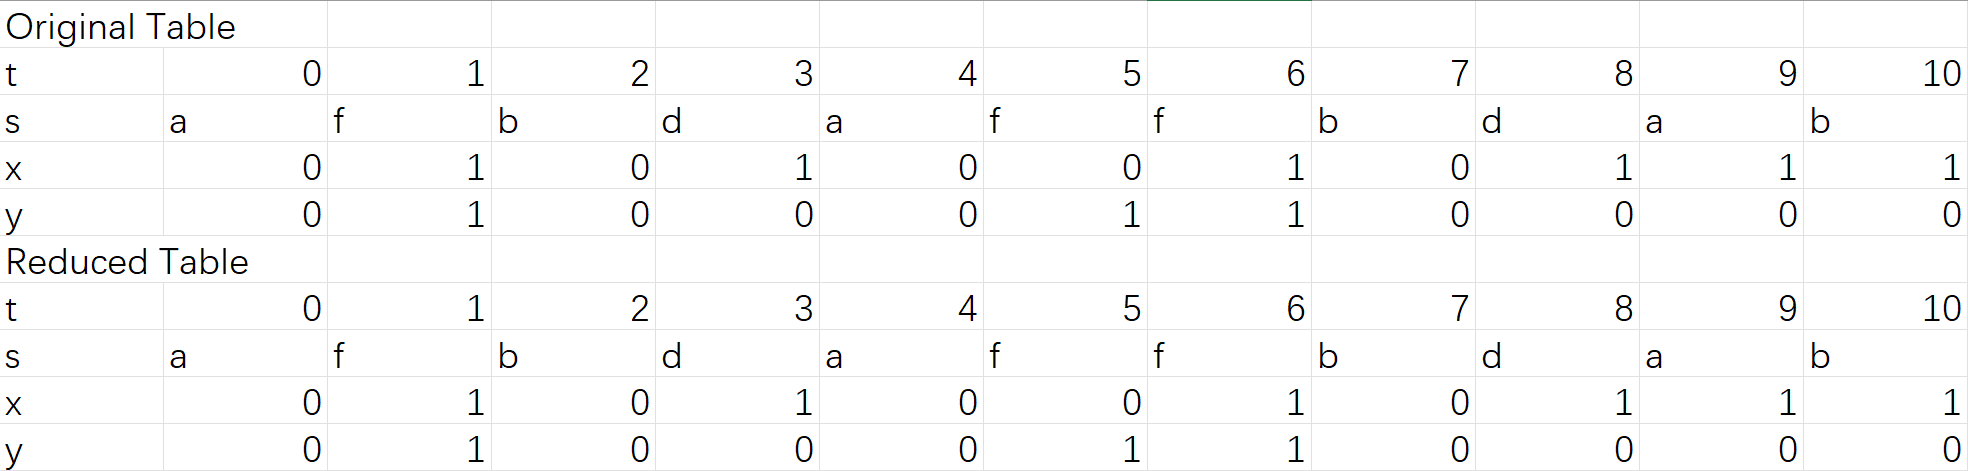 Original Table
t 0 1 2 3 4 5 6 7 8 9 10
s a f b d a f f b d a b
x 0 1 0 1 0 0 1 0 1 1 1
y 0 1 0 0 0 1 1 0 0 0 0
Reduced Table
t 0 1 2 3 4 5 6 7 8 9 10
s a f b d a f f b d a b
x 0 1 0 1 0 0 1 0 1 1 1
y 0 1 0 0 0 1 1 0 0 0 0